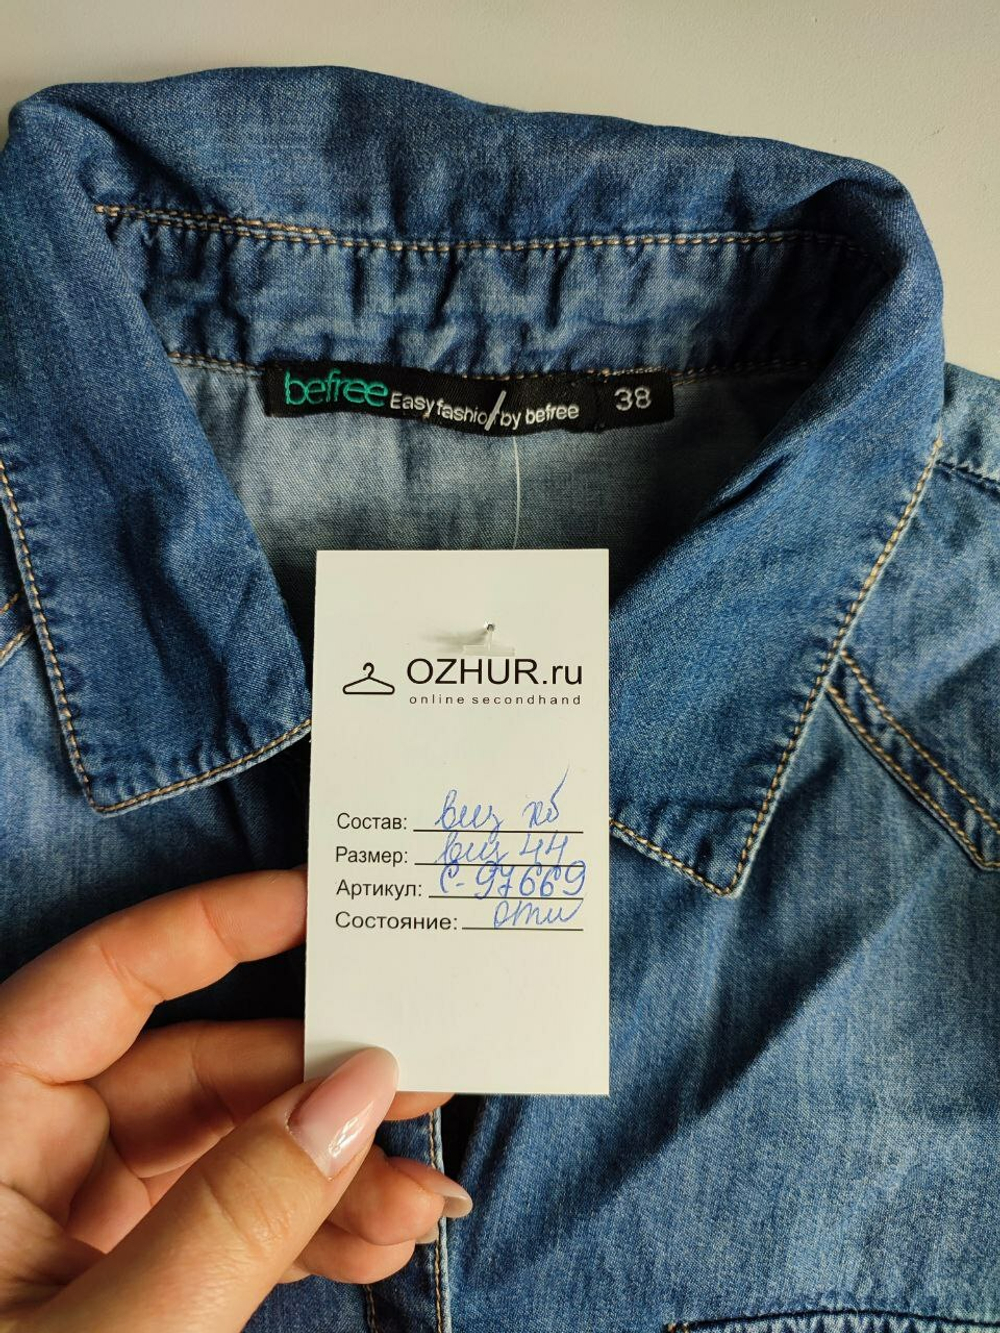 befree Easy fashion by befree 38
OZHUR.ru
online secondhand
Состав: виз хб
Размер: виз 44
Артикул: С-97669
Состояние: отл